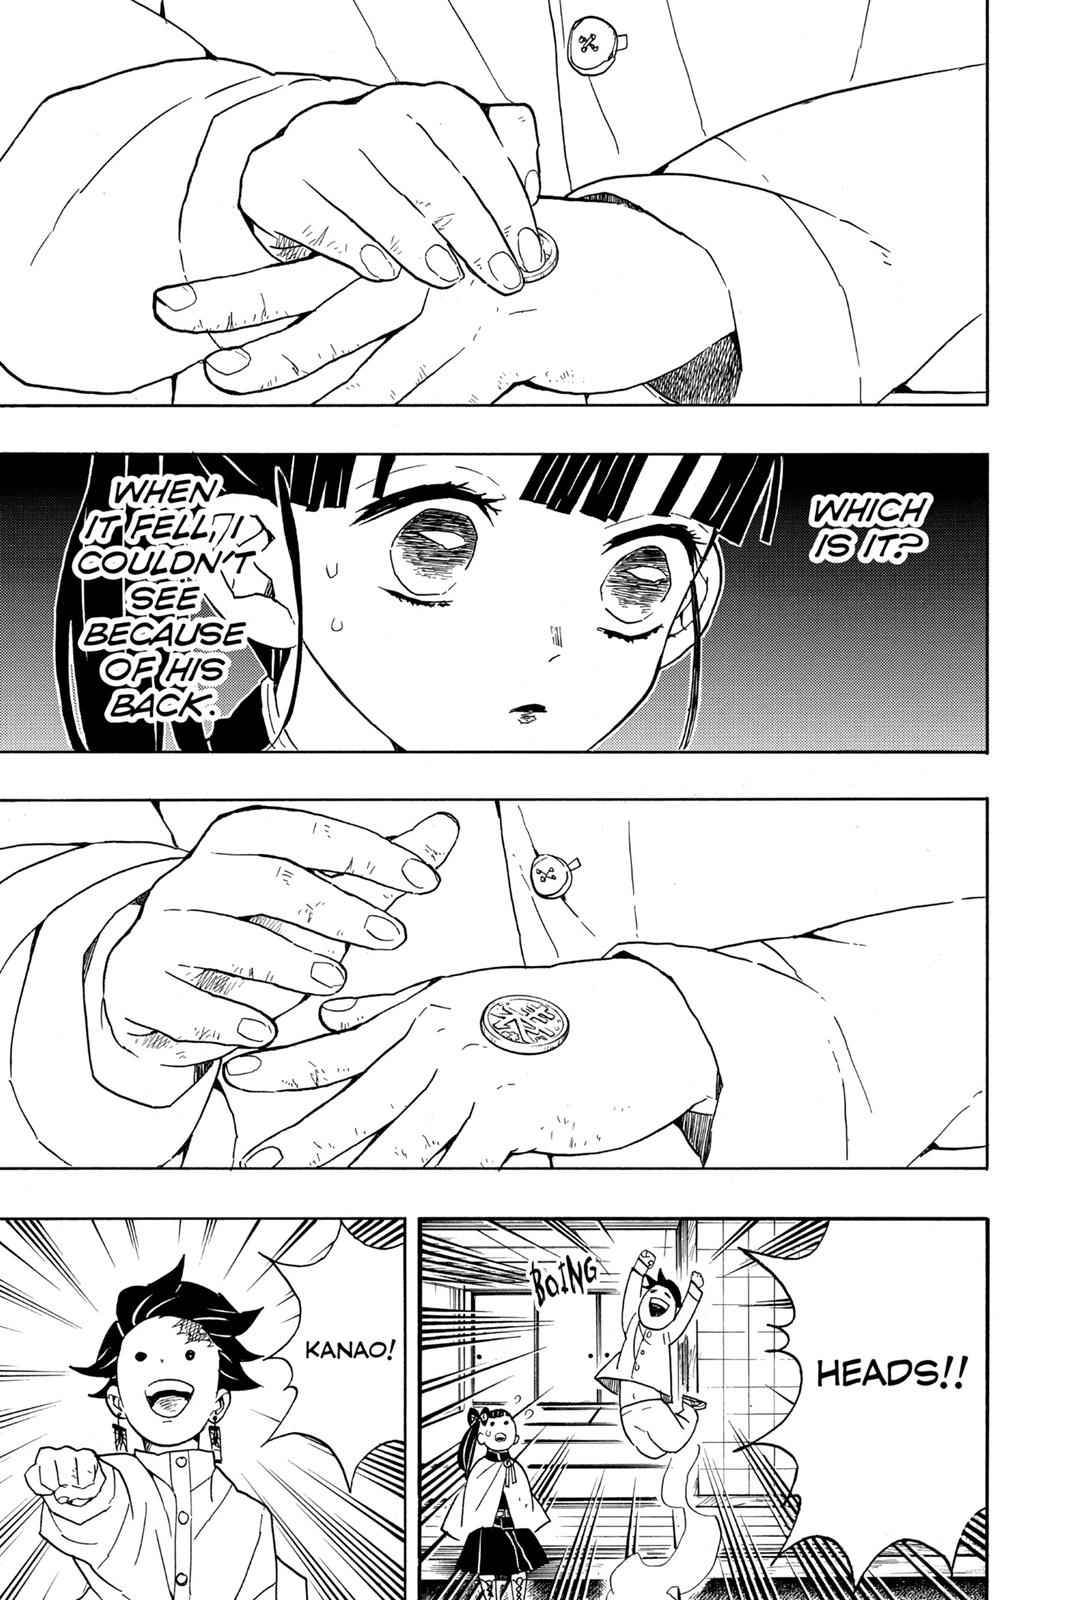 WHICH
IS IT?
WHEN
IT FELL, I
COULDN'T
SEE
BECAUSE
OF HIS
BACK.
BOING
HEADS!!
KANAO!